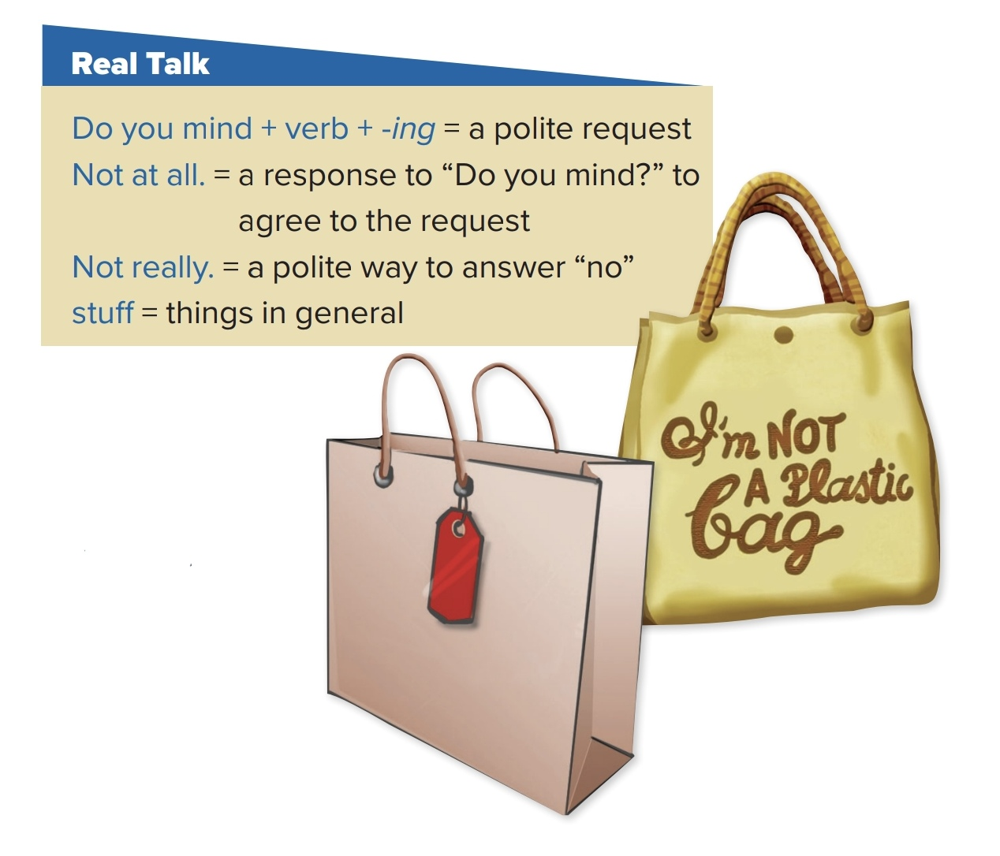 Real Talk
Do you mind + verb + -ing = a polite request
Not at all. = a response to “Do you mind?” to
agree to the request
Not really. = a polite way to answer “no”
stuff = things in general
I'm NOT
A Plastic
bag